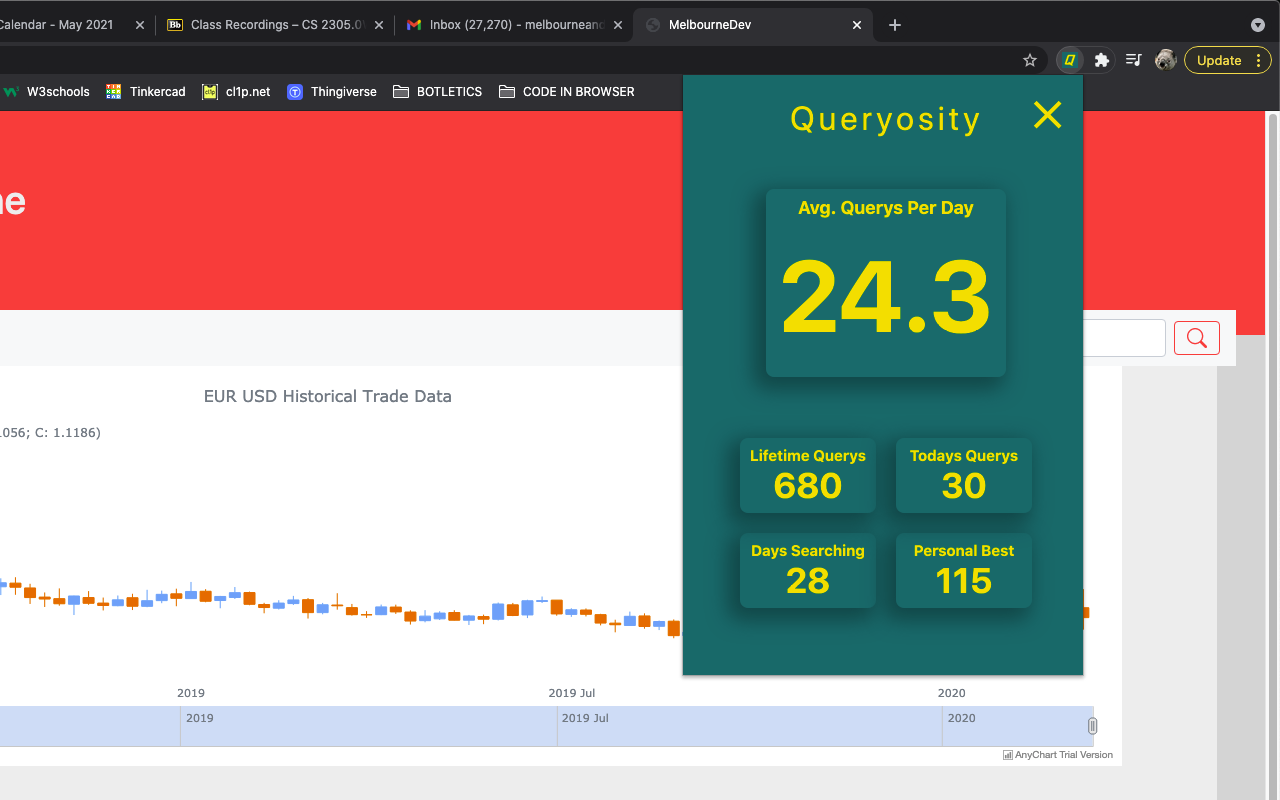 Calendar - May 2021
Bb Class Recordings – CS 2305.0
Inbox (27,270) - melbournean
MelbourneDev
Update
W3schools
Tinkercad
cl1p.net
Thingiverse
BOTLETICS
CODE IN BROWSER
Queryosity
Avg. Querys Per Day
24.3
Lifetime Querys
680
Todays Querys
30
Days Searching
28
Personal Best
115
ne
EUR USD Historical Trade Data
.056; C: 1.1186)
2019
2019 Jul
2020
2019
2019 Jul
2020
AnyChart Trial Version